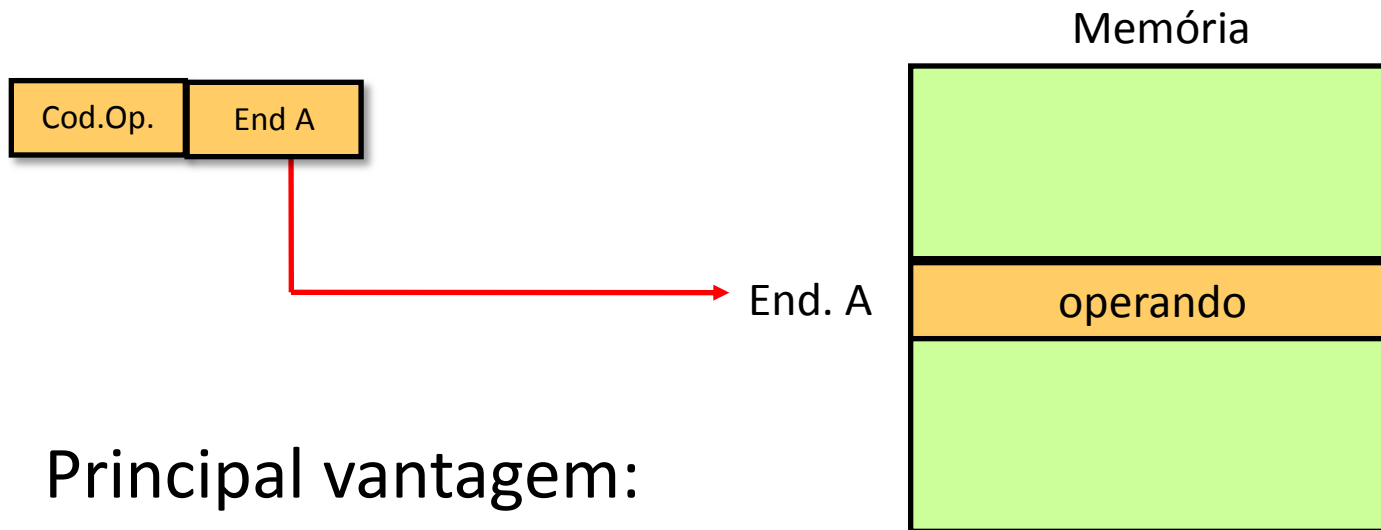 Memória
Cod.Op.
End A
End. A
operando
Principal vantagem: